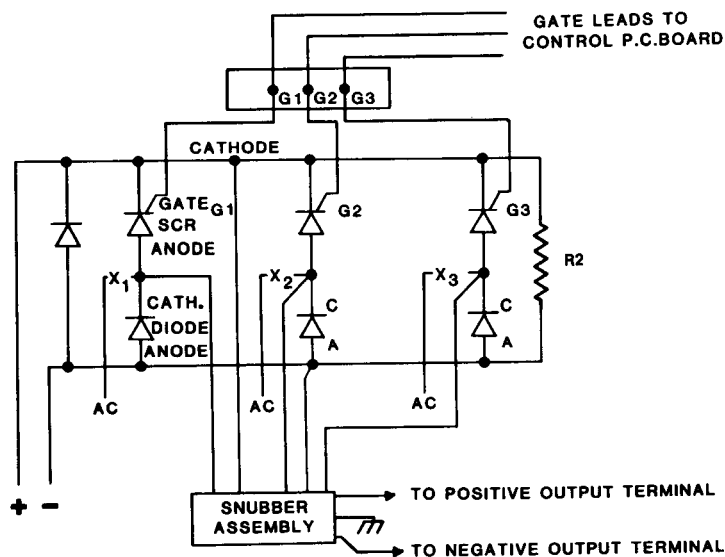 GATE LEADS TO
CONTROL P.C.BOARD
G1 G2 G3
CATHODE
GATE G1
SCR
ANODE
G2
G3
R2
X1
X2
X3
CATH.
DIODE
ANODE
C
A
C
A
AC
AC
AC
+ −
SNUBBER
ASSEMBLY
TO POSITIVE OUTPUT TERMINAL
TO NEGATIVE OUTPUT TERMINAL